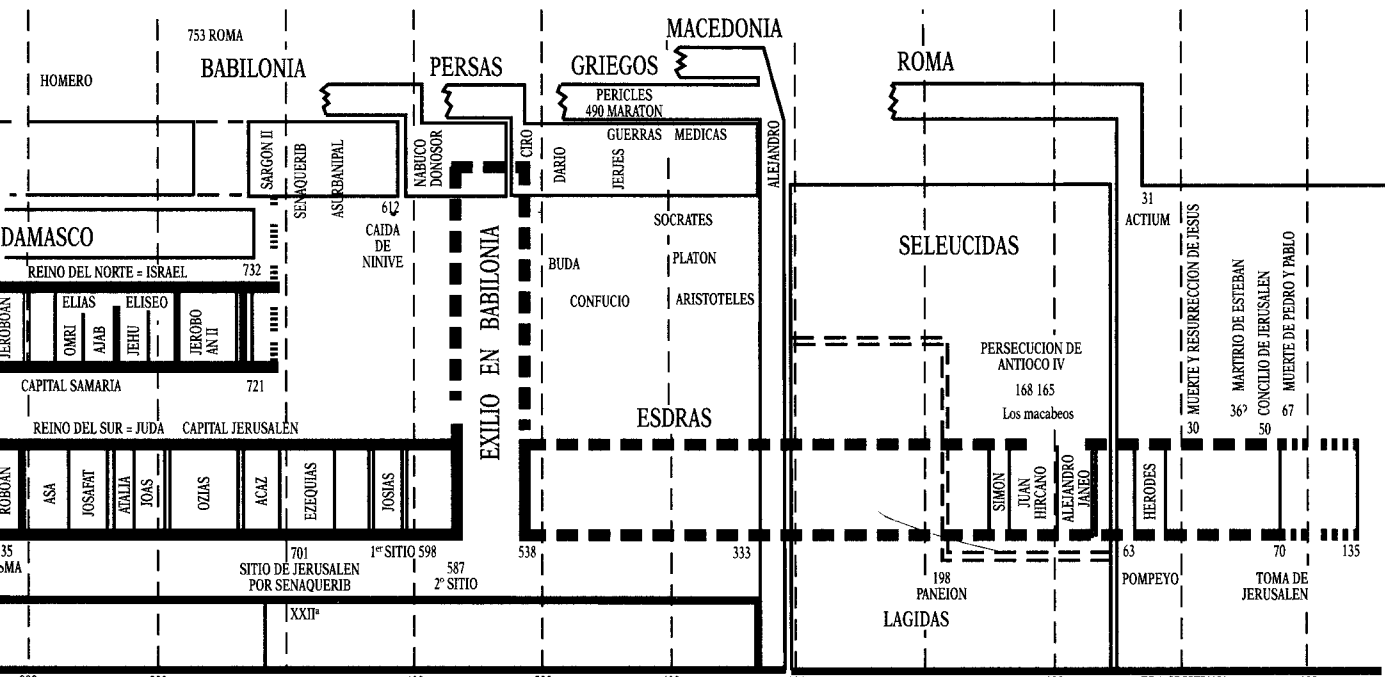 MACEDONIA
753 ROMA
BABILONIA
PERSAS
GRIEGOS
ROMA
HOMERO
PERICLES
490 MARATON
GUERRAS MEDICAS
SARGON II
SENAQUERIB
ASURBANIPAL
NABUCO
DONOSOR
CIRO
DARIO
JERJES
ALEJANDRO
612
CAIDA
DE
NINIVE
31
ACTIUM
DAMASCO
SOCRATES
SELEUCIDAS
BUDA
PLATON
REINO DEL NORTE = ISRAEL
732
CONFUCIO
ARISTOTELES
JEROBOAN
ELIAS
ELISEO
OMRI
AJAB
JEHU
JEROBO
AN II
EXILIO EN BABILONIA
PERSECUCION DE
ANTIOCO IV
168 165
Los macabeos
MUERTE Y RESURRECCION DE JESUS
30
MARTIRIO DE ESTEBAN
36?
CONCILIO DE JERUSALEN
50
MUERTE DE PEDRO Y PABLO
67
CAPITAL SAMARIA
721
ESDRAS
REINO DEL SUR = JUDA
CAPITAL JERUSALEN
ROBOAN
ASA
JOSAFAT
ATALIA
JOAS
OZIAS
ACAZ
EZEQUIAS
JOSIAS
SIMON
JUAN
HIRCANO
ALEJANDRO
JANEO
HERODES
35
701
1er SITIO 598
538
333
63
70
135
SITIO DE JERUSALEN
POR SENAQUERIB
587
2º SITIO
198
PANEION
POMPEYO
TOMA DE
JERUSALEN
XXIIª
LAGIDAS